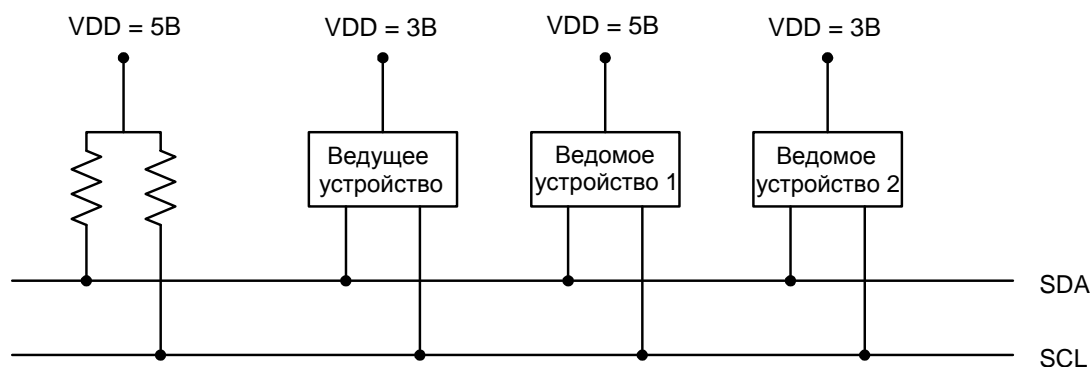 VDD = 5В
VDD = 3В
VDD = 5В
VDD = 3В
Ведущее
устройство
Ведомое
устройство 1
Ведомое
устройство 2
SDA
SCL